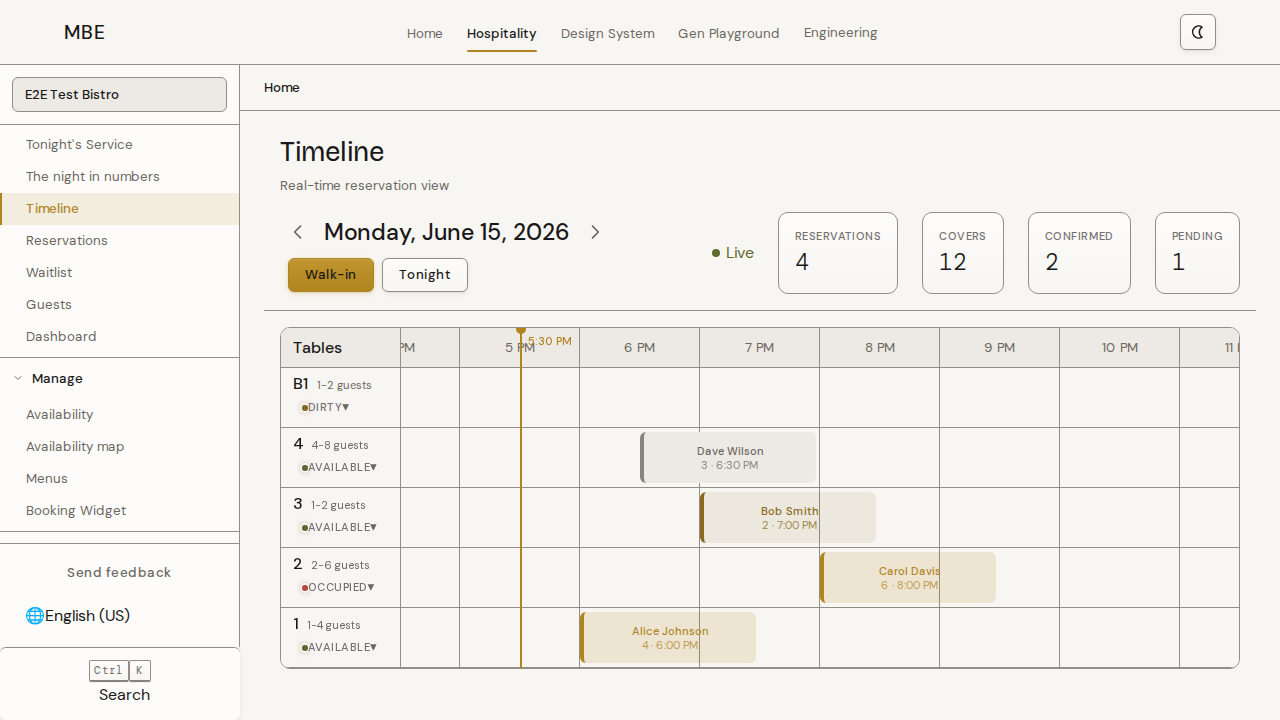 MBE
Home
Hospitality
Design System
Gen Playground
Engineering
E2E Test Bistro
Home
Tonight's Service
The night in numbers
Timeline
Reservations
Waitlist
Guests
Dashboard
Manage
Availability
Availability map
Menus
Booking Widget
Send feedback
English (US)
Ctrl K
Search
Timeline
Real-time reservation view
Monday, June 15, 2026
Walk-in
Tonight
Live
RESERVATIONS
4
COVERS
12
CONFIRMED
2
PENDING
1
Tables
PM
5 PM
5:30 PM
6 PM
7 PM
8 PM
9 PM
10 PM
11
B1 1-2 guests
DIRTY▾
4 4-8 guests
AVAILABLE▾
Dave Wilson
3 · 6:30 PM
3 1-2 guests
AVAILABLE▾
Bob Smith
2 · 7:00 PM
2 2-6 guests
OCCUPIED▾
Carol Davis
6 · 8:00 PM
1 1-4 guests
AVAILABLE▾
Alice Johnson
4 · 6:00 PM